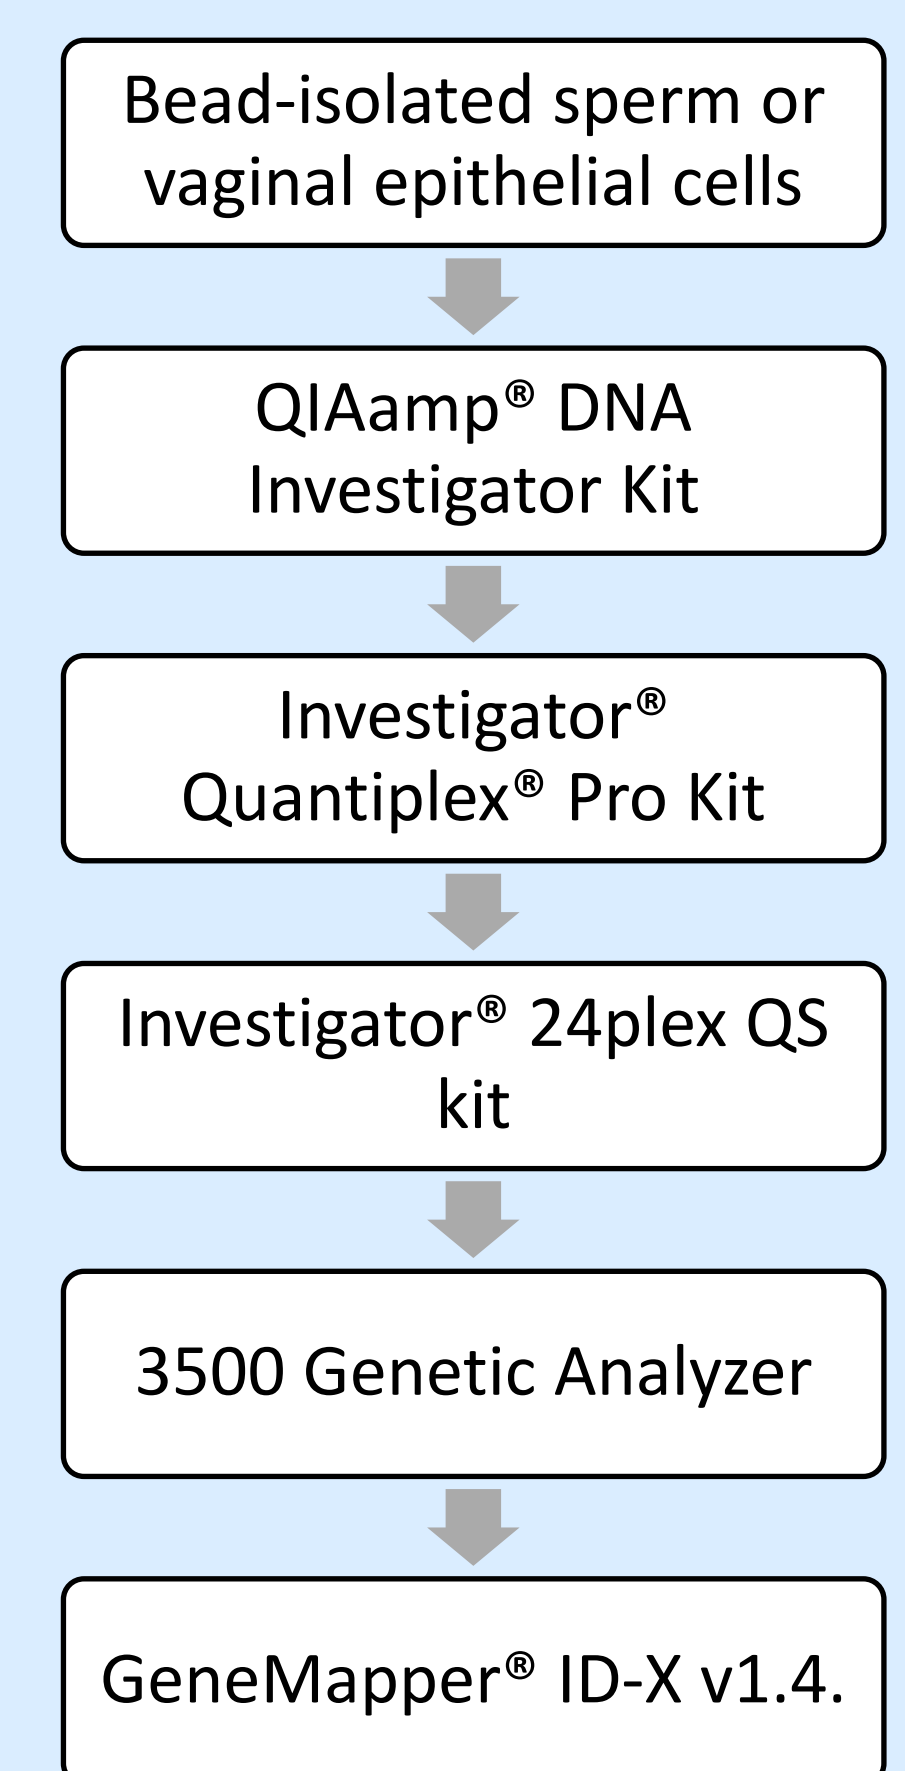 Bead-isolated sperm or
vaginal epithelial cells
QIAamp® DNA
Investigator Kit
Investigator®
Quantiplex® Pro Kit
Investigator® 24plex QS
kit
3500 Genetic Analyzer
GeneMapper® ID-X v1.4.